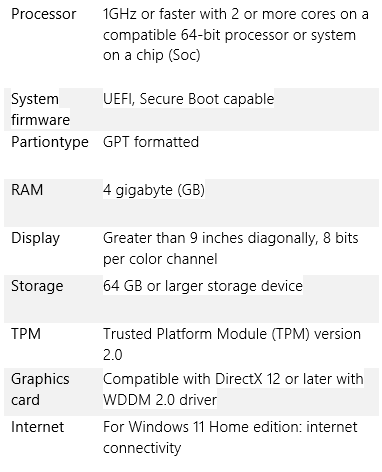 Processor 1GHz or faster with 2 or more cores on a
compatible 64-bit processor or system
on a chip (Soc)
System UEFI, Secure Boot capable
firmware
Partiontype GPT formatted
RAM 4 gigabyte (GB)
Display Greater than 9 inches diagonally, 8 bits
per color channel
Storage 64 GB or larger storage device
TPM Trusted Platform Module (TPM) version
2.0
Graphics Compatible with DirectX 12 or later with
card WDDM 2.0 driver
Internet For Windows 11 Home edition: internet
connectivity